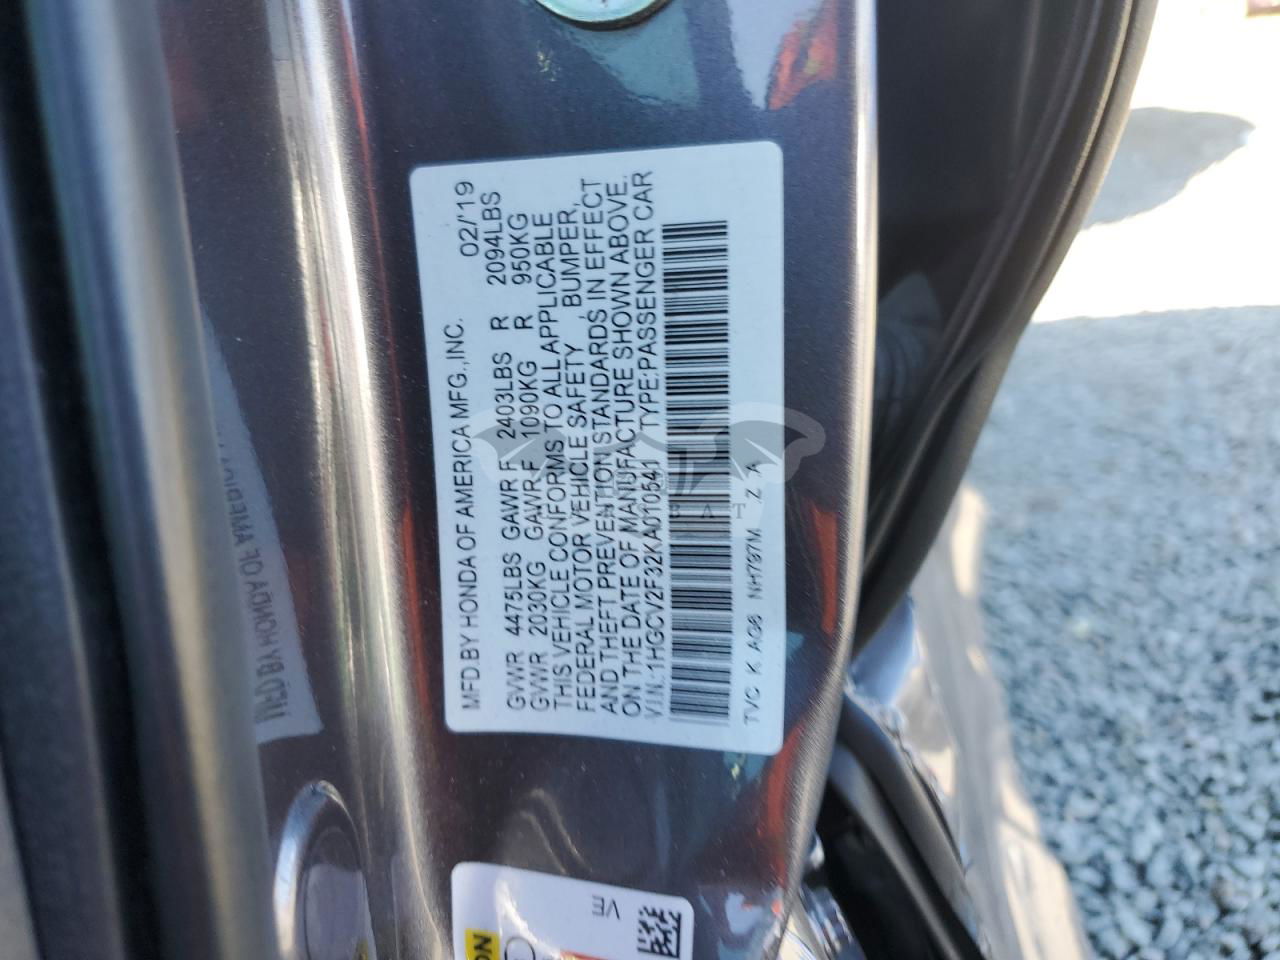 MFD.BY HONDA OF AMERICA MFG.,INC. 02/'19
GVWR 4475LBS GAWR F 2403LBS R 2094LBS
GVWR 2030KG GAWR F 1090KG R 950KG
THIS VEHICLE CONFORMS TO ALL APPLICABLE
FEDERAL MOTOR VEHICLE SAFETY, BUMPER,
AND THEFT PREVENTION STANDARDS IN EFFECT
ON THE DATE OF MANUFACTURE SHOWN ABOVE.
V.I.N.:1HGCV2F32KA010541 TYPE:PASSENGER CAR
TVC K AG6 NH797M Z A
VE